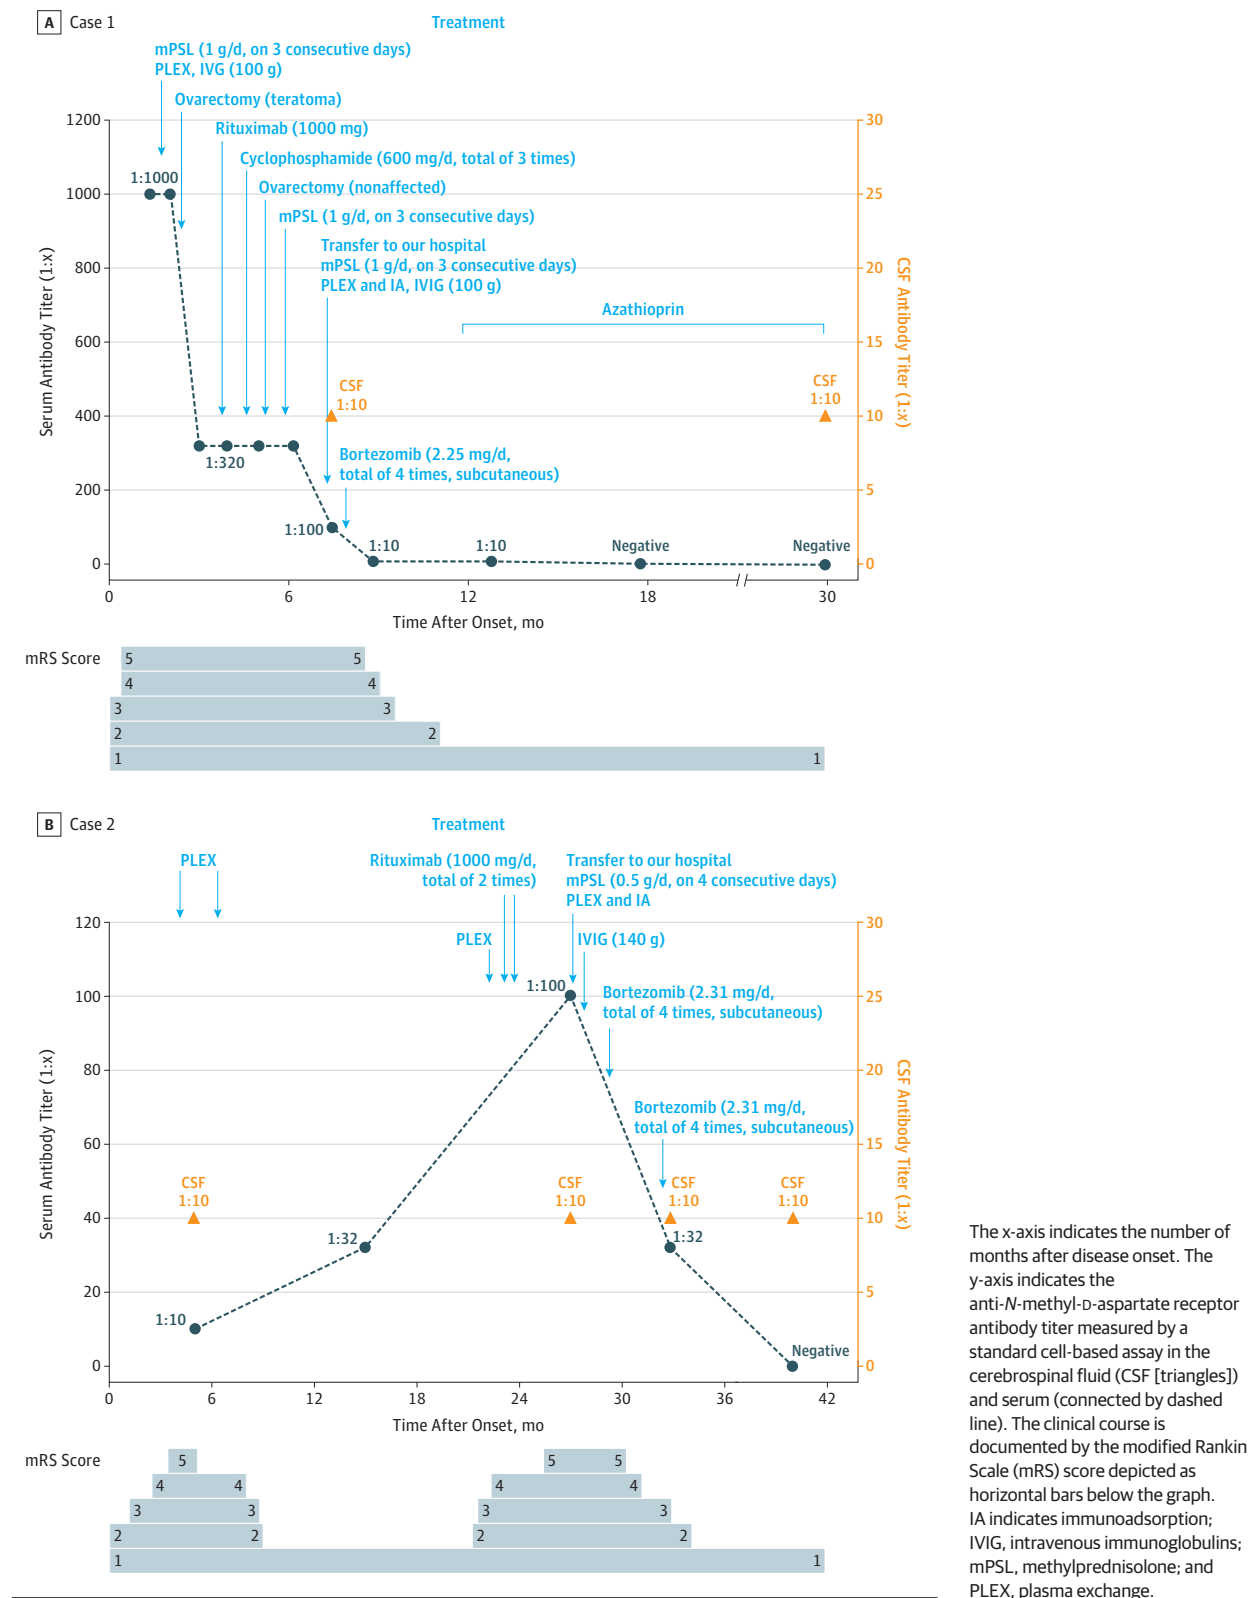 A Case 1
Treatment
mPSL (1 g/d, on 3 consecutive days)
PLEX, IVG (100 g)
Ovarectomy (teratoma)
Rituximab (1000 mg)
Cyclophosphamide (600 mg/d, total of 3 times)
Ovarectomy (nonaffected)
mPSL (1 g/d, on 3 consecutive days)
Transfer to our hospital
mPSL (1 g/d, on 3 consecutive days)
PLEX and IA, IVIG (100 g)
Azathioprin
Bortezomib (2.25 mg/d,
total of 4 times, subcutaneous)
Serum Antibody Titer (1:x)
1200
1000
800
600
400
200
0
CSF Antibody Titer (1:x)
30
25
20
15
10
5
0
1:1000
1:320
1:100
1:10
1:10
Negative
Negative
CSF
1:10
CSF
1:10
0 6 12 18 30
Time After Onset, mo
mRS Score
5 5
4 4
3 3
2 2
1 1
B Case 2
Treatment
PLEX
Rituximab (1000 mg/d,
total of 2 times)
Transfer to our hospital
mPSL (0.5 g/d, on 4 consecutive days)
PLEX and IA
PLEX
IVIG (140 g)
Bortezomib (2.31 mg/d,
total of 4 times, subcutaneous)
Bortezomib (2.31 mg/d,
total of 4 times, subcutaneous)
Serum Antibody Titer (1:x)
120
100
80
60
40
20
0
CSF Antibody Titer (1:x)
30
25
20
15
10
5
0
1:10
1:32
1:100
1:32
Negative
CSF
1:10
CSF
1:10
CSF
1:10
CSF
1:10
0 6 12 18 24 30 36 42
Time After Onset, mo
mRS Score
5 5 5
4 4 4 4
3 3 3 3
2 2 2 2
1 1
The x-axis indicates the number of
months after disease onset. The
y-axis indicates the
anti-N-methyl-D-aspartate receptor
antibody titer measured by a
standard cell-based assay in the
cerebrospinal fluid (CSF [triangles])
and serum (connected by dashed
line). The clinical course is
documented by the modified Rankin
Scale (mRS) score depicted as
horizontal bars below the graph.
IA indicates immunoadsorption;
IVIG, intravenous immunoglobulins;
mPSL, methylprednisolone; and
PLEX, plasma exchange.